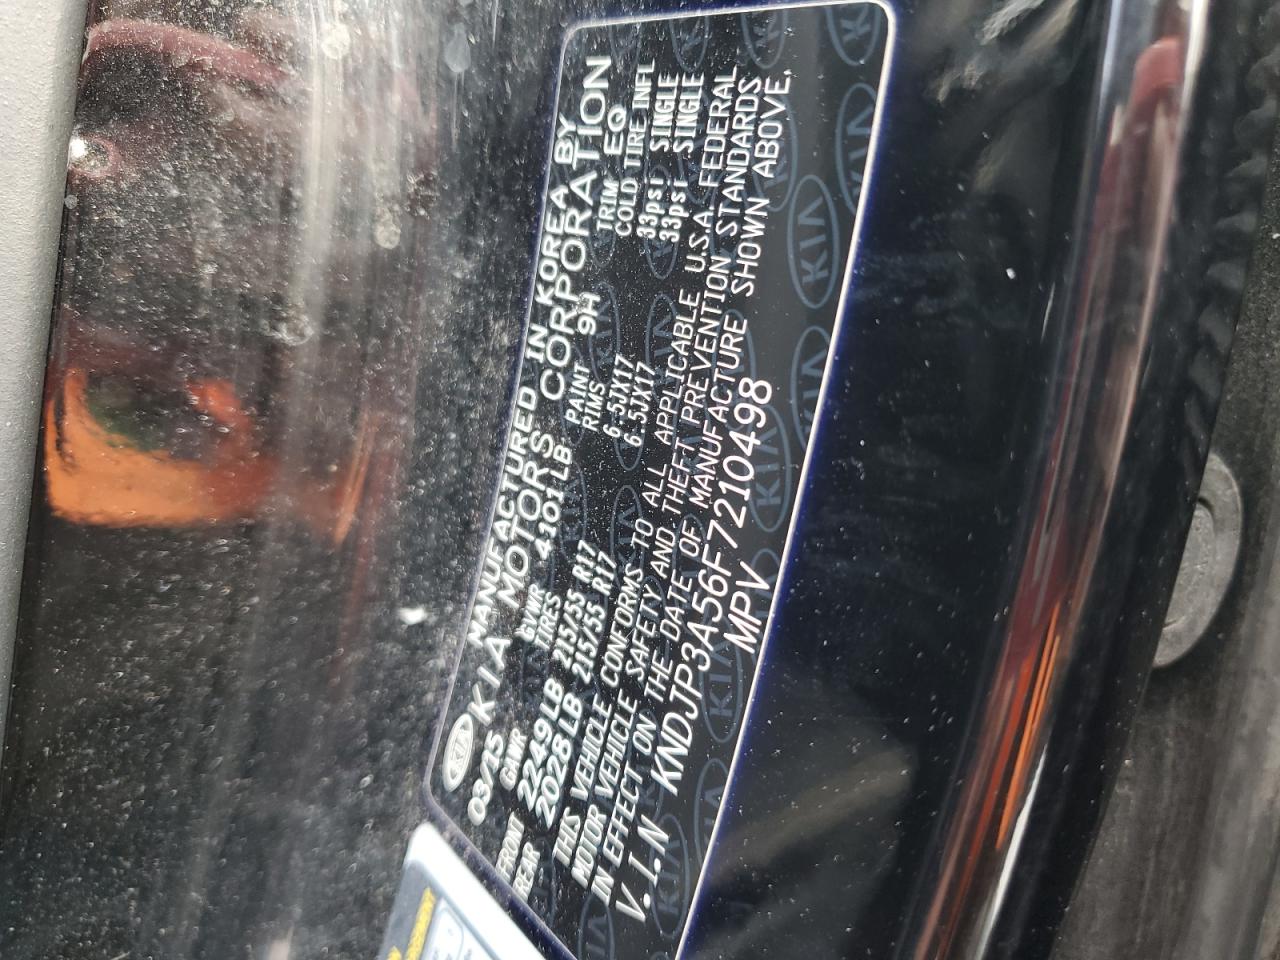 KIA MANUFACTURED IN KOREA BY
03/15 KIA MOTORS CORPORATION
GAWR GVWR 4101LB PAINT 9H TRIM EQ
FRONT 2249LB TIRES RIMS COLD TIRE INFL
REAR 2028LB 215/55 R17 6.5JX17 33psi SINGLE
215/55 R17 6.5JX17 33psi SINGLE
THIS VEHICLE CONFORMS TO ALL APPLICABLE U.S.A. FEDERAL
MOTOR VEHICLE SAFETY AND THEFT PREVENTION STANDARDS
IN EFFECT ON THE DATE OF MANUFACTURE SHOWN ABOVE.
V.I.N KNDJP3A56F7210498
MPV